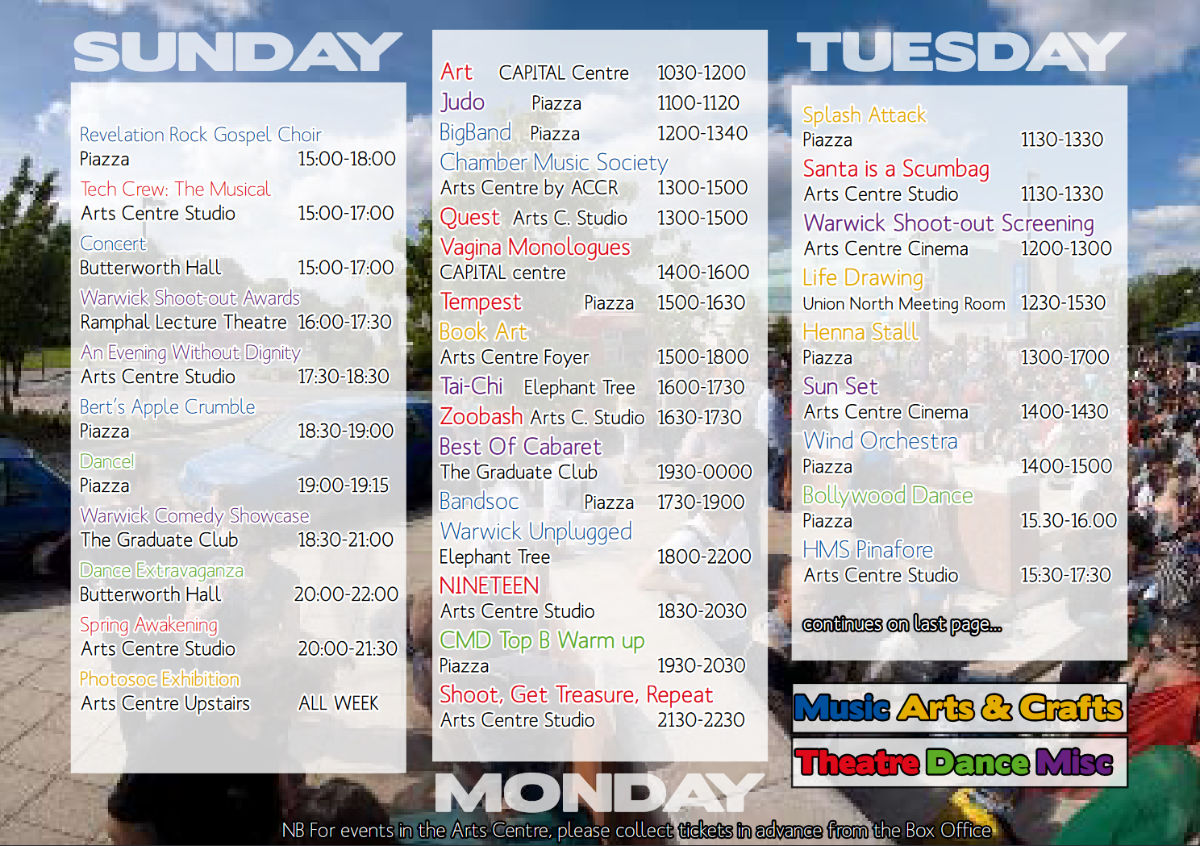 SUNDAY
Revelation Rock Gospel Choir
Piazza 15:00-18:00
Tech Crew: The Musical
Arts Centre Studio 15:00-17:00
Concert
Butterworth Hall 15:00-17:00
Warwick Shoot-out Awards
Ramphal Lecture Theatre 16:00-17:30
An Evening Without Dignity
Arts Centre Studio 17:30-18:30
Bert's Apple Crumble
Piazza 18:30-19:00
Dance!
Piazza 19:00-19:15
Warwick Comedy Showcase
The Graduate Club 18:30-21:00
Dance Extravaganza
Butterworth Hall 20:00-22:00
Spring Awakening
Arts Centre Studio 20:00-21:30
Photosoc Exhibition
Arts Centre Upstairs ALL WEEK
Art CAPITAL Centre 1030-1200
Judo Piazza 1100-1120
BigBand Piazza 1200-1340
Chamber Music Society
Arts Centre by ACCR 1300-1500
Quest Arts C. Studio 1300-1500
Vagina Monologues
CAPITAL centre 1400-1600
Tempest Piazza 1500-1630
Book Art
Arts Centre Foyer 1500-1800
Tai-Chi Elephant Tree 1600-1730
Zoobash Arts C. Studio 1630-1730
Best Of Cabaret
The Graduate Club 1930-0000
Bandsoc Piazza 1730-1900
Warwick Unplugged
Elephant Tree 1800-2200
NINETEEN
Arts Centre Studio 1830-2030
CMD Top B Warm up
Piazza 1930-2030
Shoot, Get Treasure, Repeat
Arts Centre Studio 2130-2230
MONDAY
TUESDAY
Splash Attack
Piazza 1130-1330
Santa is a Scumbag
Arts Centre Studio 1130-1330
Warwick Shoot-out Screening
Arts Centre Cinema 1200-1300
Life Drawing
Union North Meeting Room 1230-1530
Henna Stall
Piazza 1300-1700
Sun Set
Arts Centre Cinema 1400-1430
Wind Orchestra
Piazza 1400-1500
Bollywood Dance
Piazza 15.30-16.00
HMS Pinafore
Arts Centre Studio 15:30-17:30
continues on last page...
Music Arts & Crafts
Theatre Dance Misc
NB For events in the Arts Centre, please collect tickets in advance from the Box Office